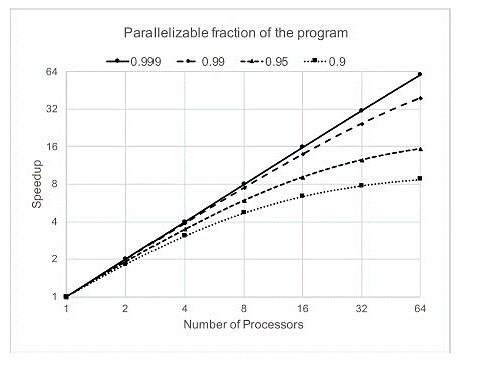 Parallelizable fraction of the program
0.999 0.99 0.95 0.9
64
32
16
8
4
2
1
Speedup
1 2 4 8 16 32 64
Number of Processors